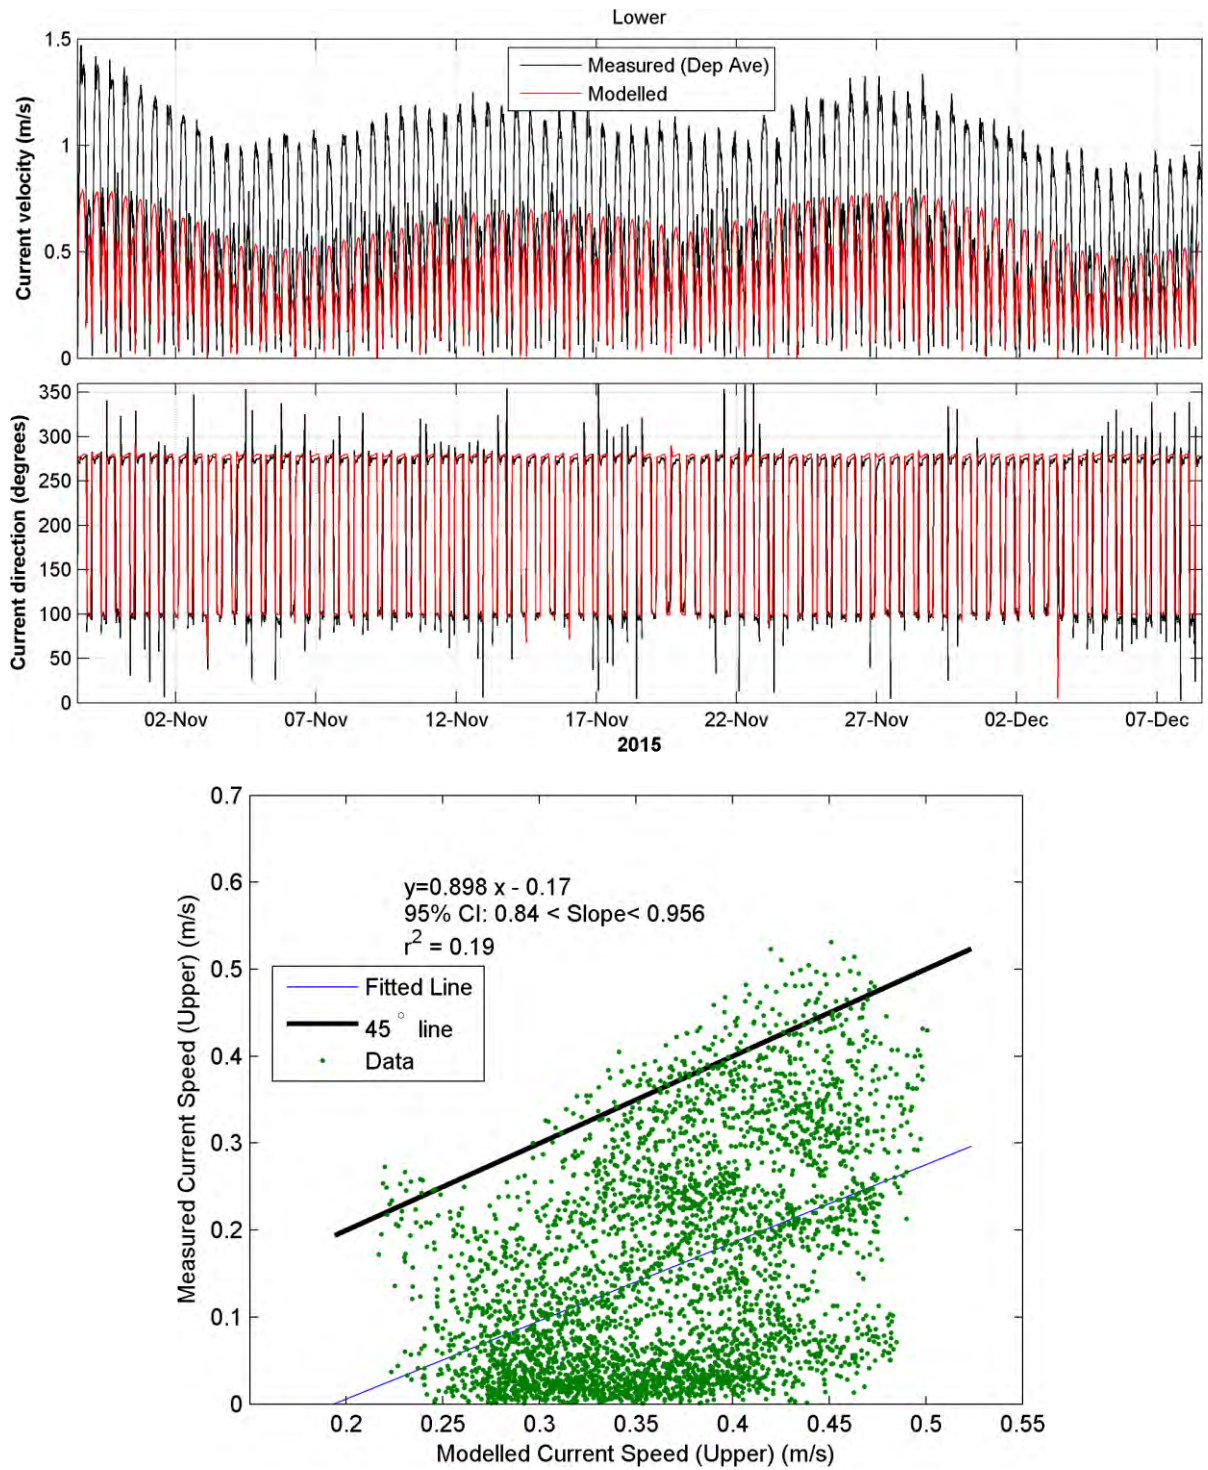 Lower
Current velocity (m/s)
1.5
1
0.5
0
Measured (Dep Ave)
Modelled
Current direction (degrees)
350
300
250
200
150
100
50
0
02-Nov 07-Nov 12-Nov 17-Nov 22-Nov 27-Nov 02-Dec 07-Dec
2015
Measured Current Speed (Upper) (m/s)
0.7
0.6
0.5
0.4
0.3
0.2
0.1
0
y=0.898 x - 0.17
95% CI: 0.84 < Slope< 0.956
r² = 0.19
Fitted Line
45° line
Data
0.2 0.25 0.3 0.35 0.4 0.45 0.5 0.55
Modelled Current Speed (Upper) (m/s)